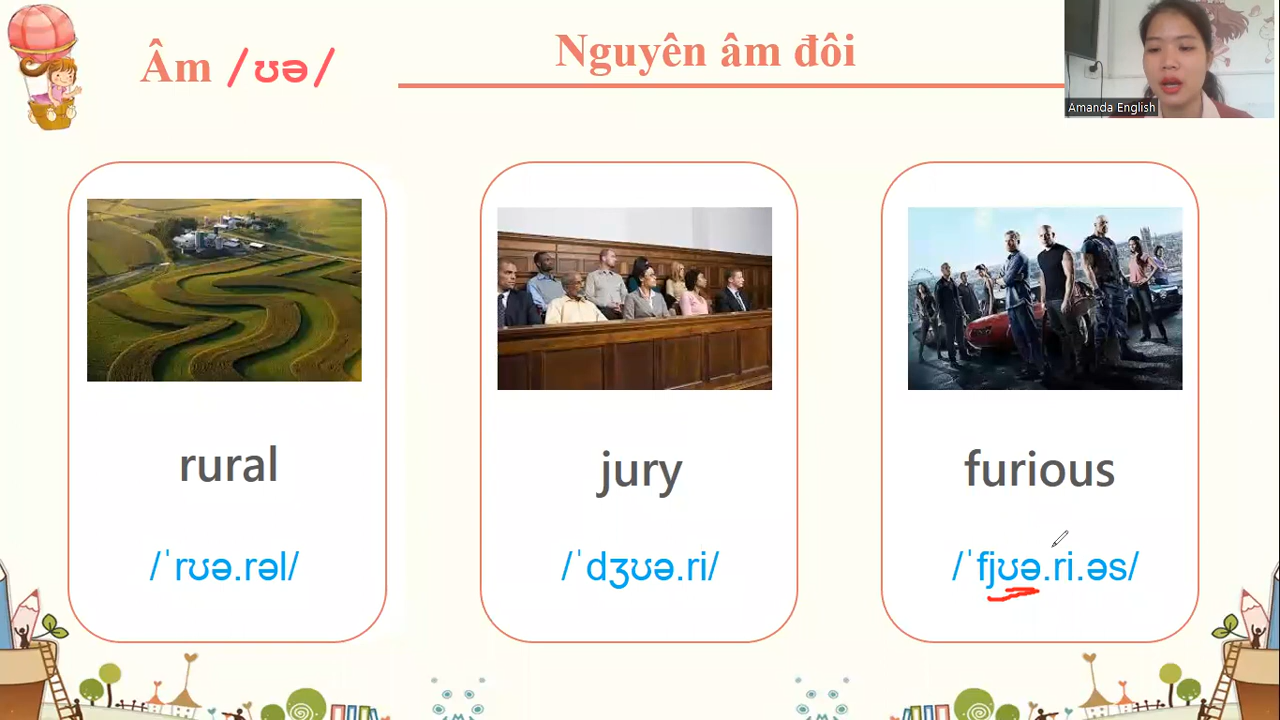 Âm /ʊə/
Nguyên âm đôi
Amanda English
rural
/ˈrʊə.rəl/
jury
/ˈdʒʊə.ri/
furious
/ˈfjʊə.ri.əs/